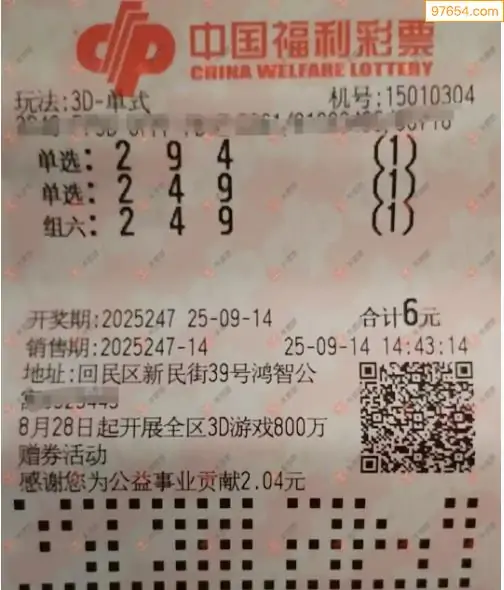 97654.com
中国福利彩票
CHINA WELFARE LOTTERY
玩法:3D-单式 机号:15010304
单选: 2 9 4 (1)
单选: 2 4 9 (1)
组六: 2 4 9 (1)
开奖期:2025247 25-09-14 合计6元
销售期:2025247-14 25-09-14 14:43:14
地址:回民区新民街39号鸿智公
8月28日起开展全区3D游戏800万
赠券活动
感谢您为公益事业贡献2.04元